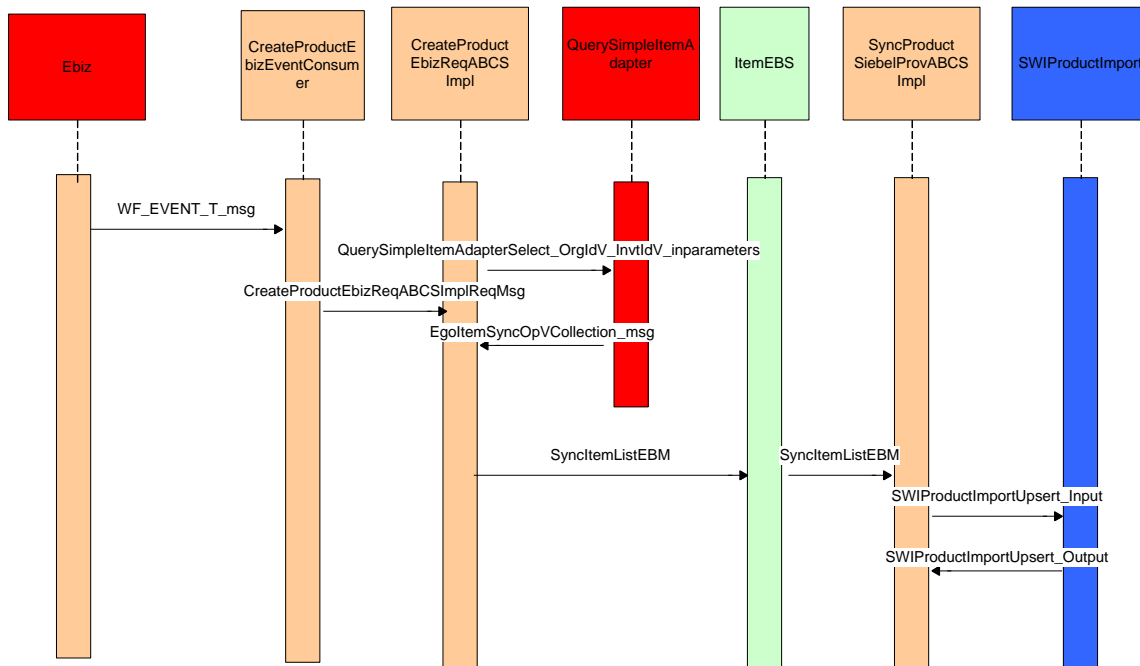 Ebiz
CreateProductE
bizEventConsum
er
CreateProduct
EbizReqABCS
Impl
QuerySimpleItemA
dapter
ItemEBS
SyncProduct
SiebelProvABCS
Impl
SWIProductImport
WF_EVENT_T_msg
QuerySimpleItemAdapterSelect_OrgIdV_InvtIdV_inparameters
CreateProductEbizReqABCSImplReqMsg
EgoItemSyncOpVCollection_msg
SyncItemListEBM
SyncItemListEBM
SWIProductImportUpsert_Input
SWIProductImportUpsert_Output